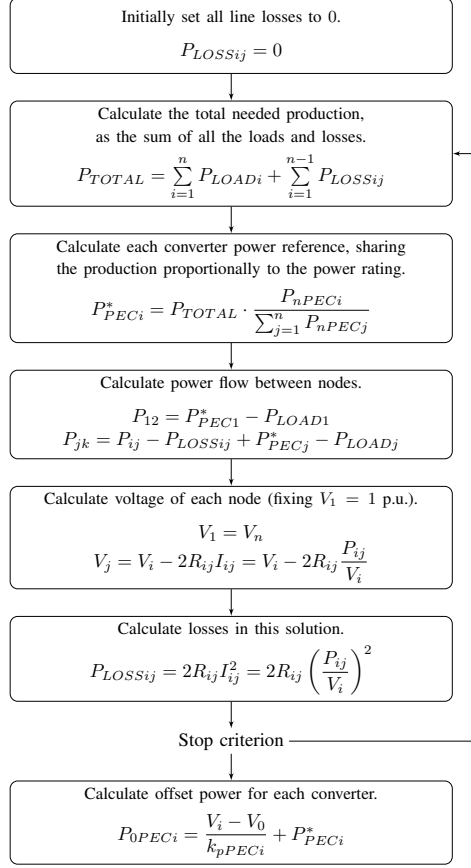 Initially set all line losses to 0.
P_{LOSSij} = 0
Calculate the total needed production,
as the sum of all the loads and losses.
P_{TOTAL} = \sum_{i=1}^{n} P_{LOADi} + \sum_{i=1}^{n-1} P_{LOSSij}
Calculate each converter power reference, sharing
the production proportionally to the power rating.
P^*_{PECi} = P_{TOTAL} \cdot \frac{P_{nPECi}}{\sum_{j=1}^{n} P_{nPECj}}
Calculate power flow between nodes.
P_{12} = P^*_{PEC1} - P_{LOAD1}
P_{jk} = P_{ij} - P_{LOSSij} + P^*_{PECj} - P_{LOADj}
Calculate voltage of each node (fixing V_1 = 1 p.u.).
V_1 = V_n
V_j = V_i - 2R_{ij}I_{ij} = V_i - 2R_{ij}\frac{P_{ij}}{V_i}
Calculate losses in this solution.
P_{LOSSij} = 2R_{ij}I^2_{ij} = 2R_{ij}\left(\frac{P_{ij}}{V_i}\right)^2
Stop criterion
Calculate offset power for each converter.
P_{0PECi} = \frac{V_i - V_0}{k_{pPECi}} + P^*_{PECi}